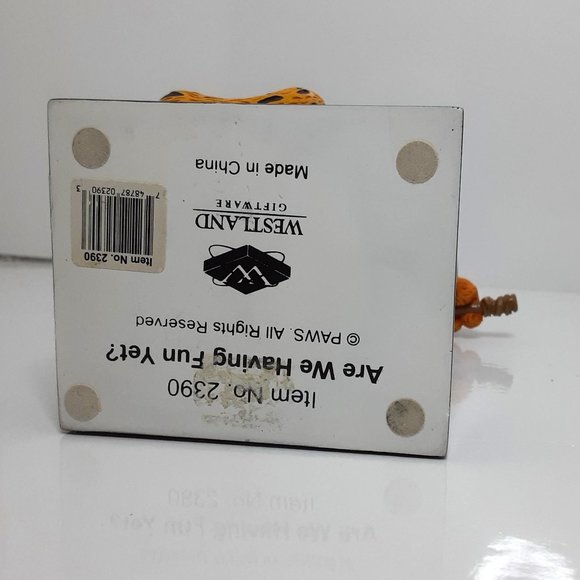 Item No. 2390
Are We Having Fun Yet?
© PAWS. All Rights Reserved
WESTLAND
GIFTWARE
Made in China
Item No. 2390
7 48787 02390 3